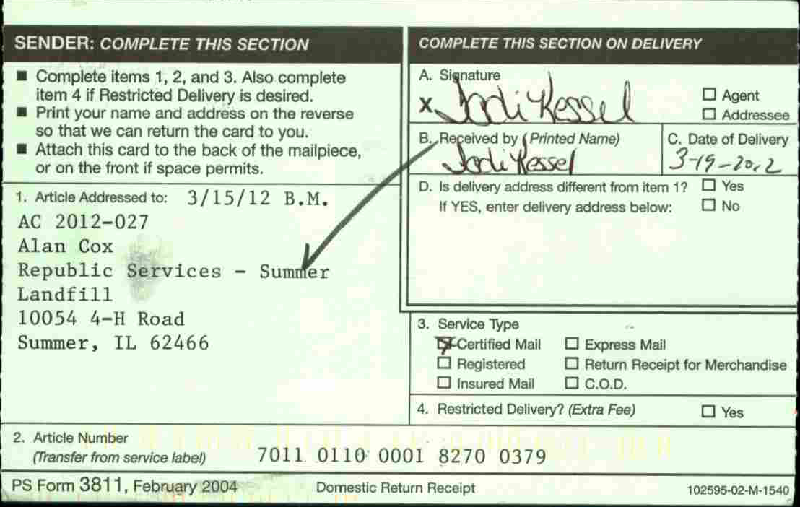 SENDER: COMPLETE THIS SECTION
■ Complete items 1, 2, and 3. Also complete
item 4 if Restricted Delivery is desired.
■ Print your name and address on the reverse
so that we can return the card to you.
■ Attach this card to the back of the mailpiece,
or on the front if space permits.
1. Article Addressed to: 3/15/12 B.M.
AC 2012-027
Alan Cox
Republic Services - Summer
Landfill
10054 4-H Road
Summer, IL 62466
2. Article Number
(Transfer from service label) 7011 0110 0001 8270 0379
COMPLETE THIS SECTION ON DELIVERY
A. Signature
X Jodi Kessel
☐ Agent
☐ Addressee
B. Received by (Printed Name)
Jodi Kessel
C. Date of Delivery
3-19-2012
D. Is delivery address different from item 1? ☐ Yes
If YES, enter delivery address below: ☐ No
3. Service Type
☒ Certified Mail ☐ Express Mail
☐ Registered ☐ Return Receipt for Merchandise
☐ Insured Mail ☐ C.O.D.
4. Restricted Delivery? (Extra Fee) ☐ Yes
PS Form 3811, February 2004 Domestic Return Receipt 102595-02-M-1540